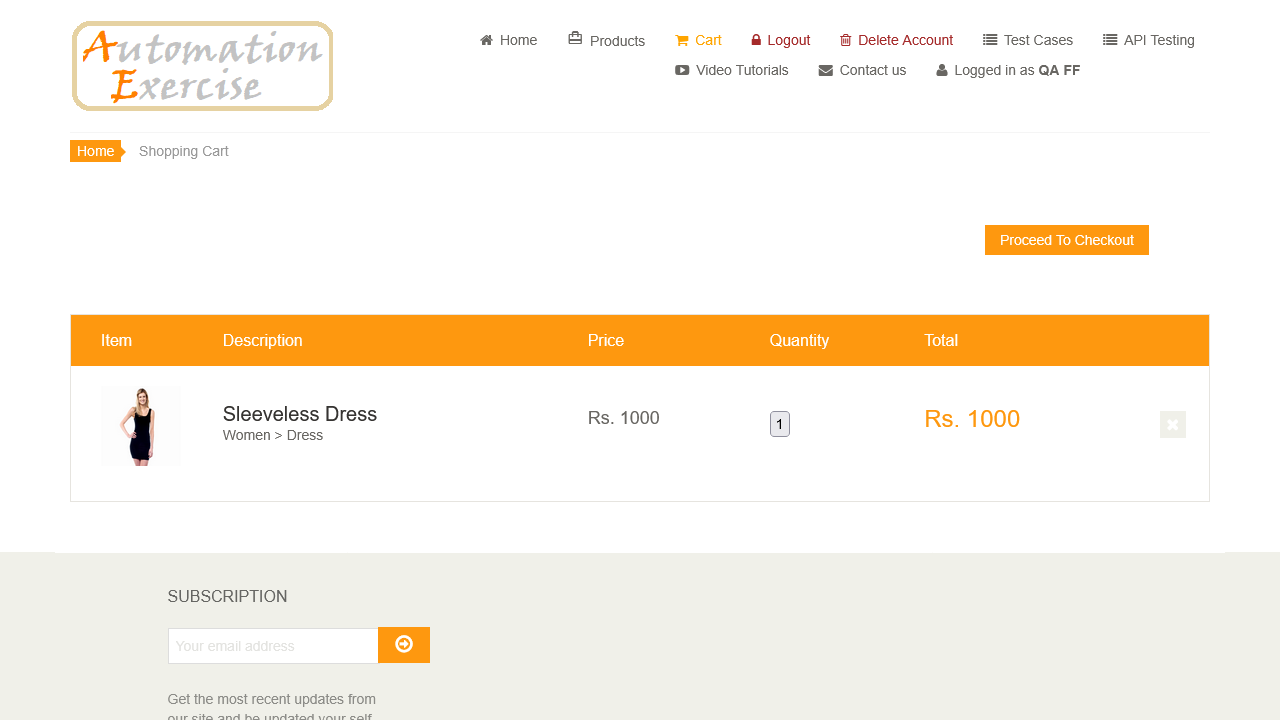 Automation
Exercise
Home Products Cart Logout Delete Account Test Cases API Testing
Video Tutorials Contact us Logged in as QA FF
Home Shopping Cart
Proceed To Checkout
Item Description Price Quantity Total
Sleeveless Dress
Women > Dress
Rs. 1000
1
Rs. 1000
SUBSCRIPTION
Your email address
Get the most recent updates from
our site and be updated your self